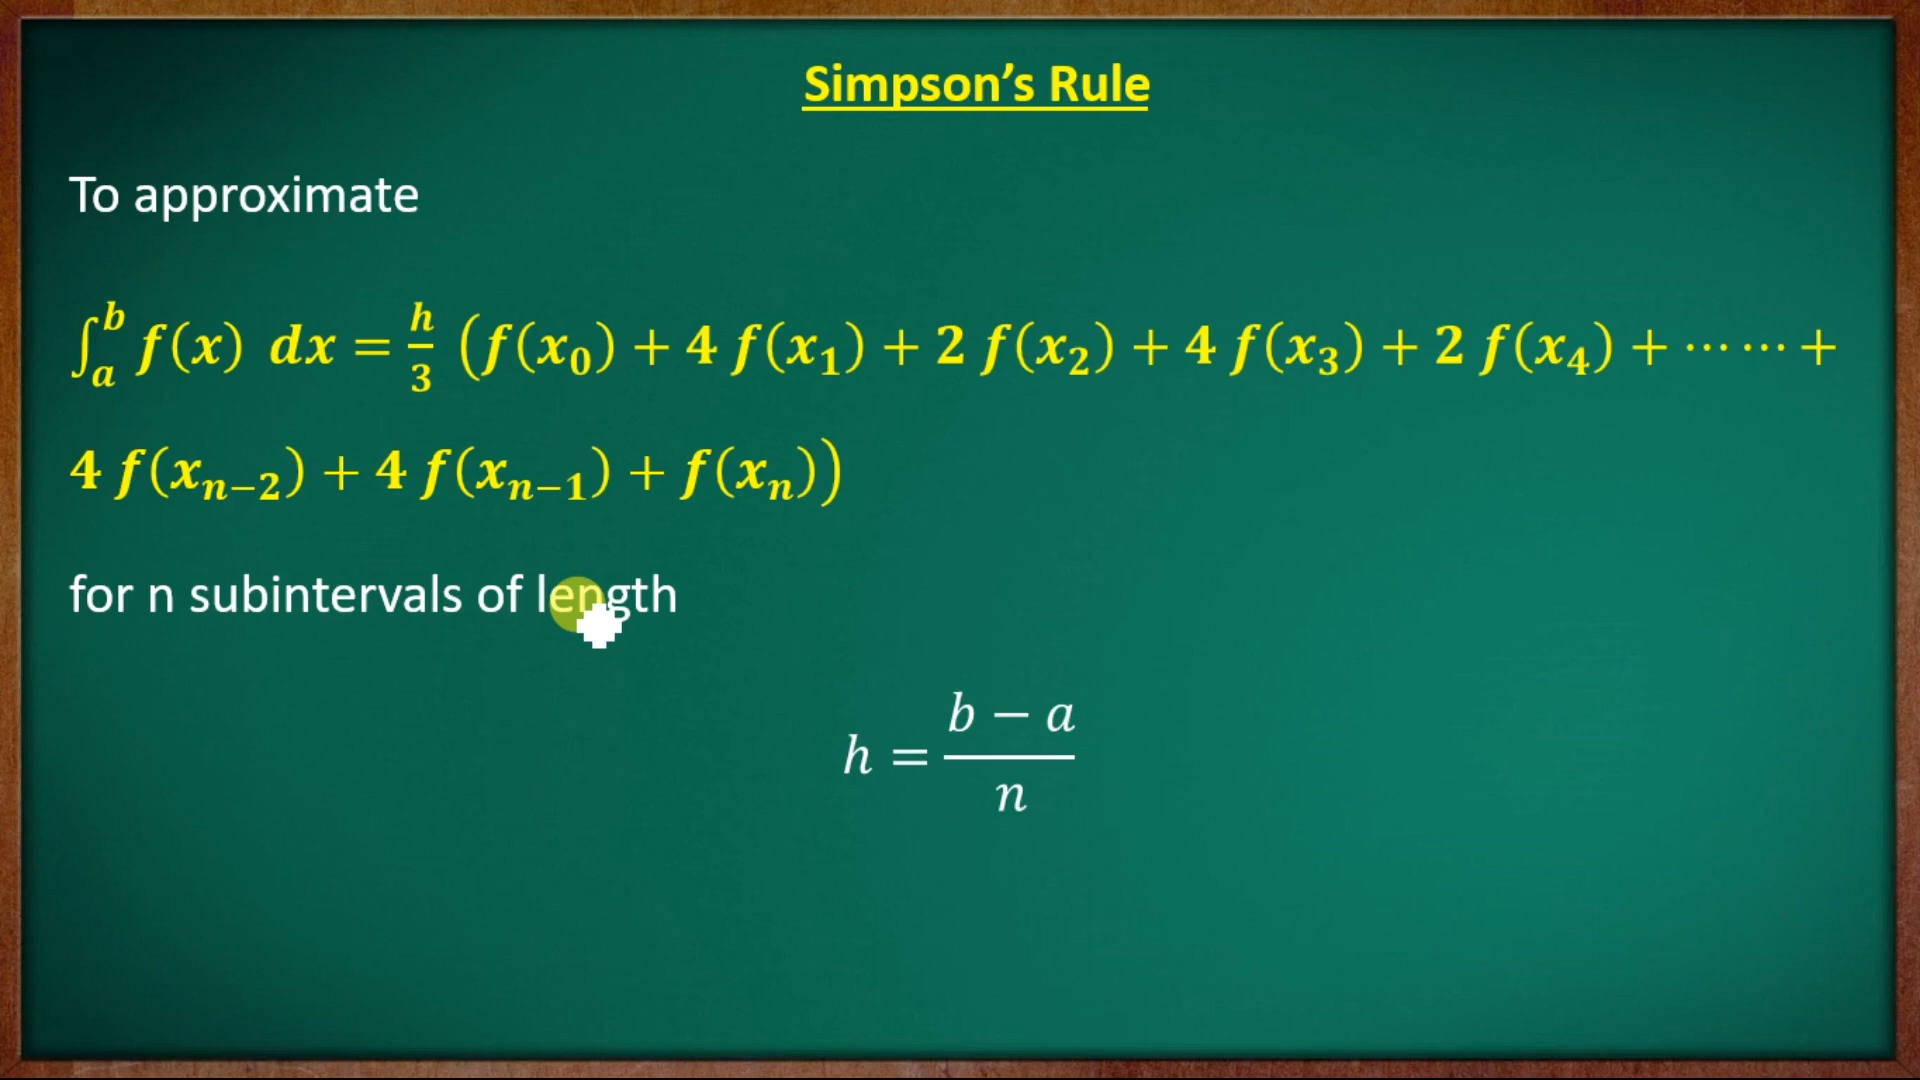 Simpson’s Rule
To approximate
∫ₐᵇ f(x) dx = h/3 (f(x₀) + 4 f(x₁) + 2 f(x₂) + 4 f(x₃) + 2 f(x₄) + ⋯ ⋯ +
4 f(xₙ₋₂) + 4 f(xₙ₋₁) + f(xₙ))
for n subintervals of length
h = (b − a)/n